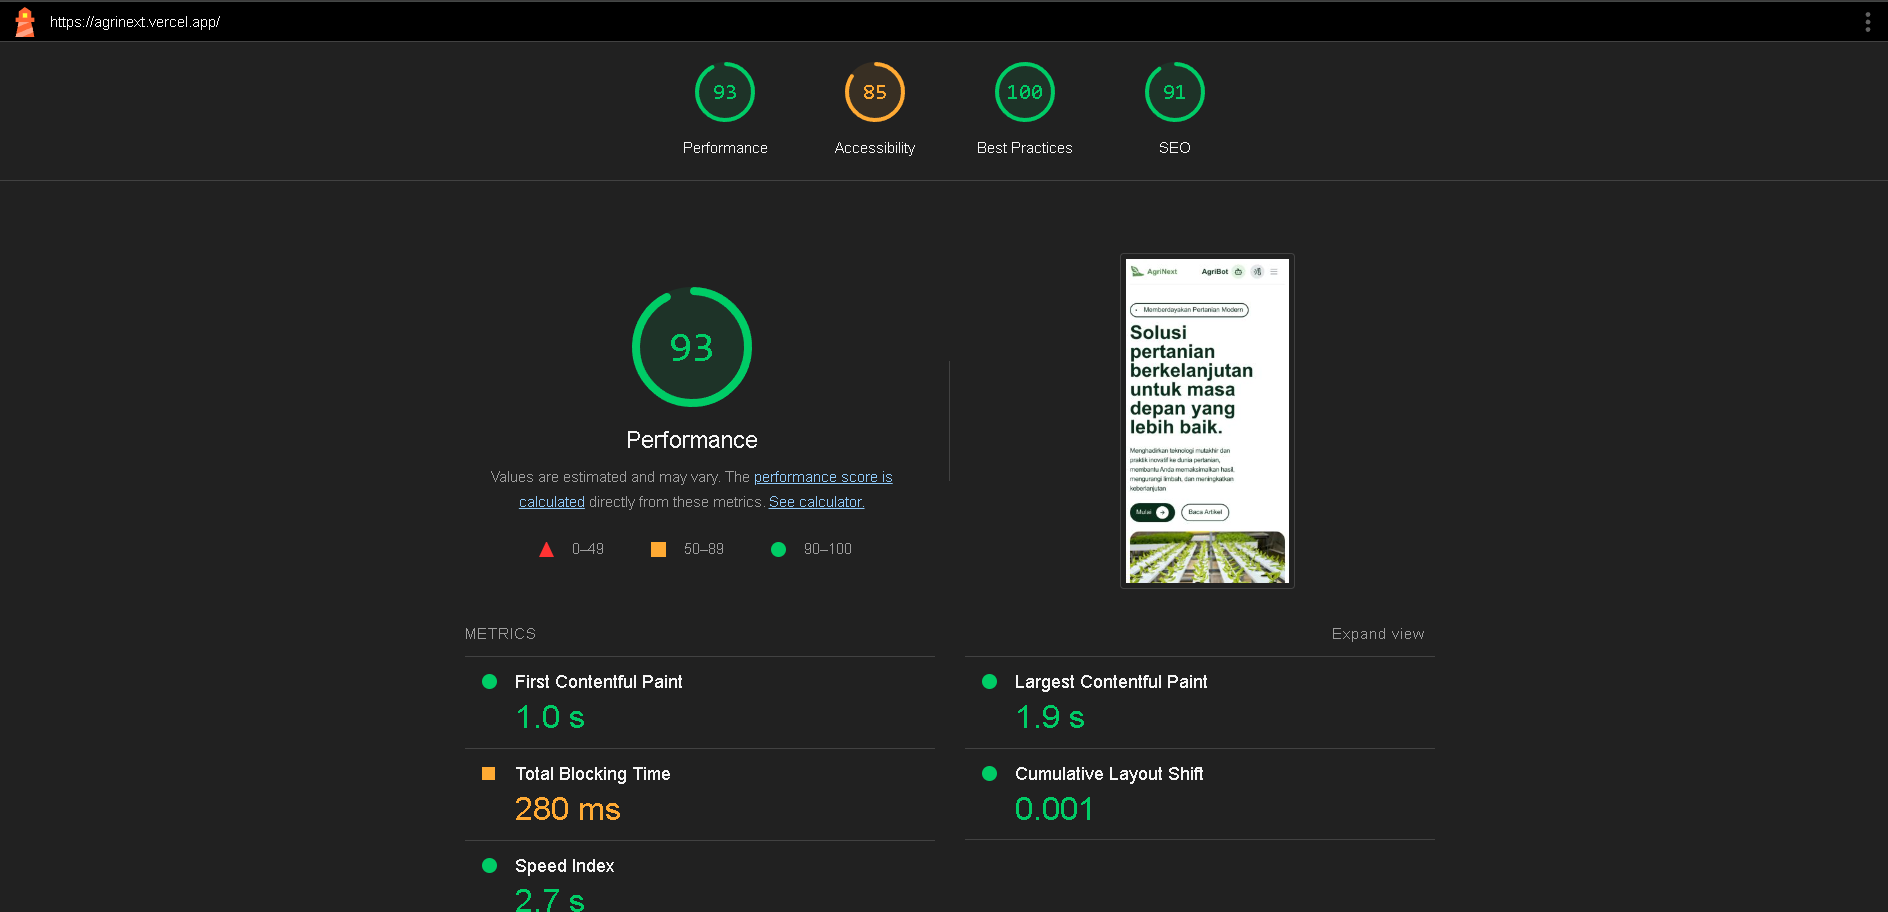 https://agrinext.vercel.app/
93
85
100
91
Performance
Accessibility
Best Practices
SEO
93
Performance
Values are estimated and may vary. The performance score is
calculated directly from these metrics. See calculator.
0–49
50–89
90–100
AgriNext
AgriBot
Memberdayakan Pertanian Modern
Solusi
pertanian
berkelanjutan
untuk masa
depan yang
lebih baik.
Menghadirkan teknologi mutakhir dan
praktik inovatif ke dunia pertanian,
membantu Anda memaksimalkan hasil,
mengurangi limbah, dan meningkatkan
keberlanjutan
Mulai
Baca Artikel
METRICS
Expand view
First Contentful Paint
1.0 s
Largest Contentful Paint
1.9 s
Total Blocking Time
280 ms
Cumulative Layout Shift
0.001
Speed Index
2.7 s